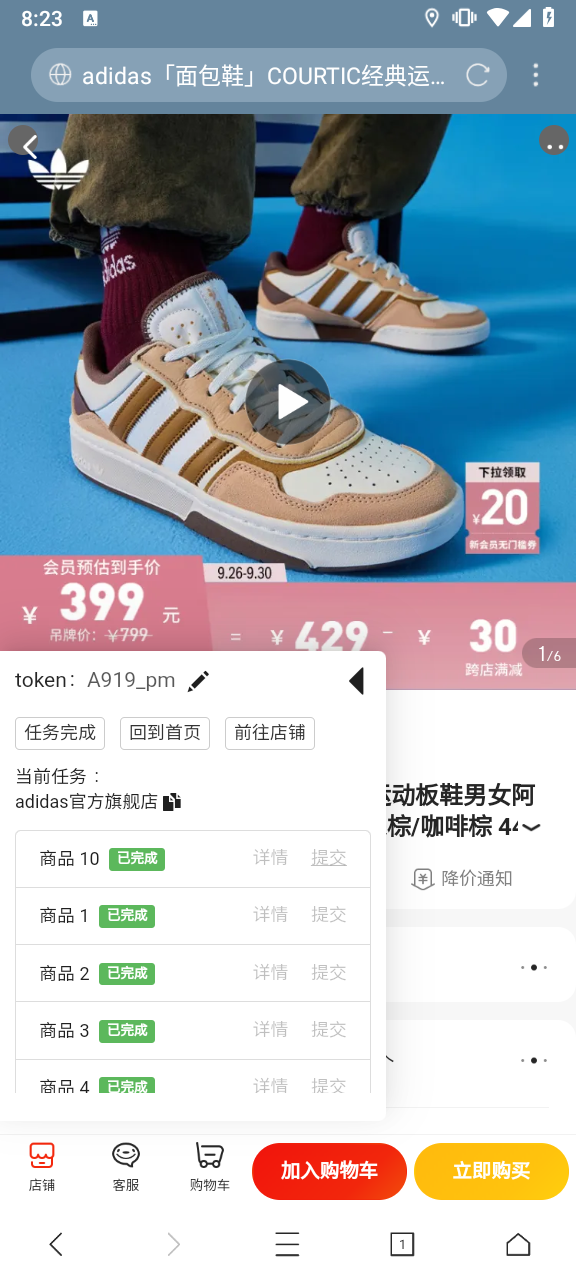 8:23
A
adidas「面包鞋」COURTIC经典运...
adidas
下拉领取
¥20
新会员无门槛券
会员预估到手价
9.26-9.30
¥399元
吊牌价：¥799
= ¥429 - ¥30
跨店满减
1/6
token： A919_pm
任务完成 回到首页 前往店铺
当前任务：
adidas官方旗舰店
运动板鞋男女阿
棕/咖啡棕 44
降价通知
商品 10 已完成 详情 提交
商品 1 已完成 详情 提交
商品 2 已完成 详情 提交
商品 3 已完成 详情 提交
商品 4 已完成 详情 提交
店铺 客服 购物车 加入购物车 立即购买
1